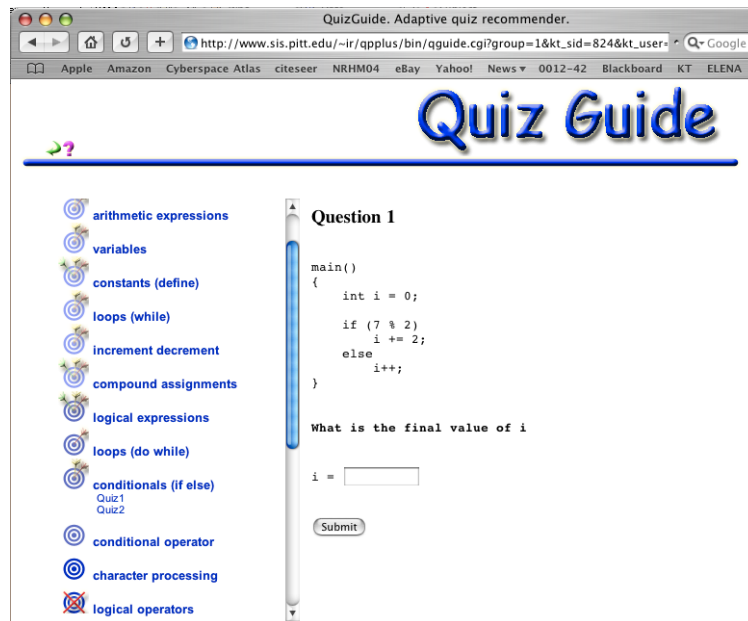 QuizGuide. Adaptive quiz recommender.
http://www.sis.pitt.edu/~ir/qpplus/bin/qguide.cgi?group=1&kt_sid=824&kt_user=
Google
Apple Amazon Cyberspace Atlas citeseer NRHM04 eBay Yahoo! News 0012-42 Blackboard KT ELENA
Quiz Guide
?
arithmetic expressions
variables
constants (define)
loops (while)
increment decrement
compound assignments
logical expressions
loops (do while)
conditionals (if else)
Quiz1
Quiz2
conditional operator
character processing
logical operators
Question 1
main()
{
int i = 0;
if (7 % 2)
i += 2;
else
i++;
}
What is the final value of i
i =
Submit